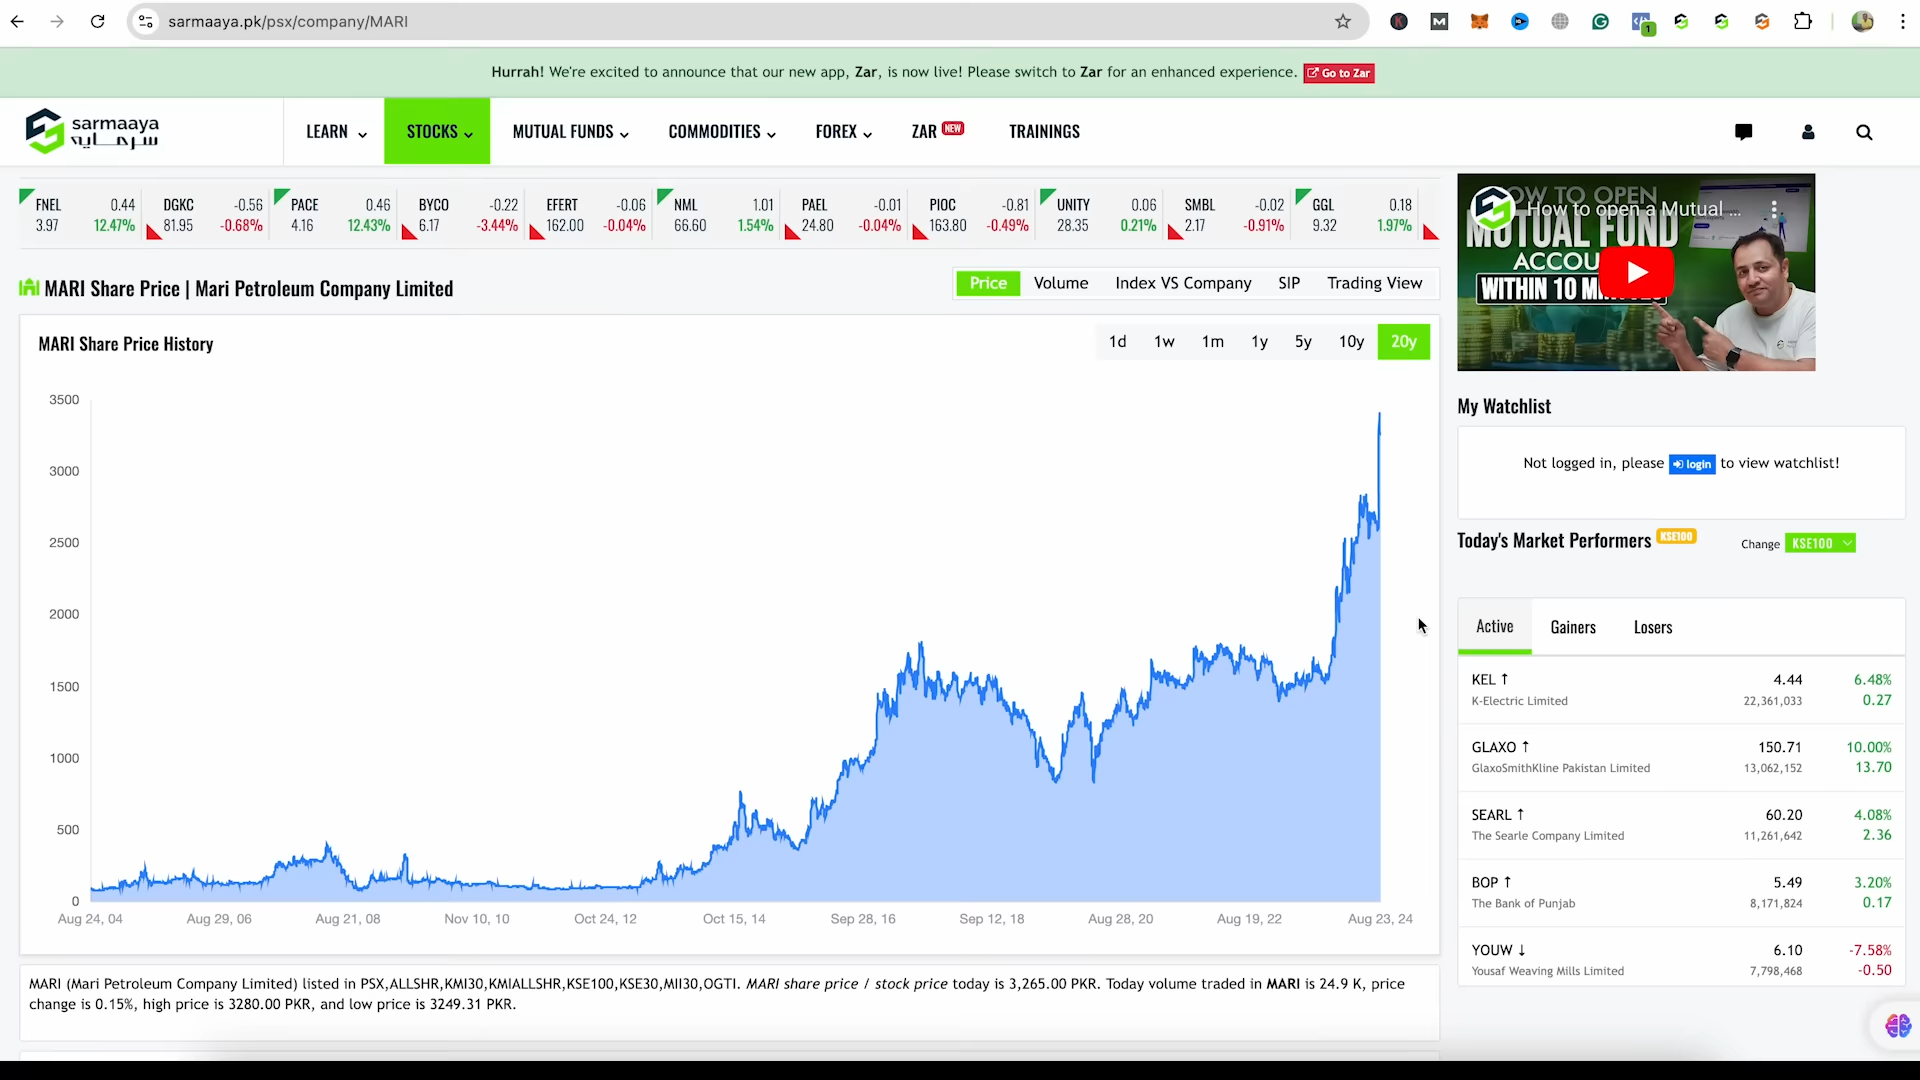 sarmaaya.pk/psx/company/MARI
1
Hurrah! We're excited to announce that our new app, Zar, is now live! Please switch to Zar for an enhanced experience. Go to Zar
sarmaaya
سرمایہ
LEARN STOCKS MUTUAL FUNDS COMMODITIES FOREX ZAR NEW TRAININGS
FNEL 0.44 DGKC -0.56 PACE 0.46 BYCO -0.22 EFERT -0.06 NML 1.01 PAEL -0.01 PIOC -0.81 UNITY 0.06 SMBL -0.02 GGL 0.18
3.97 12.47% 81.95 -0.68% 4.16 12.43% 6.17 -3.44% 162.00 -0.04% 66.60 1.54% 24.80 -0.04% 163.80 -0.49% 28.35 0.21% 2.17 -0.91% 9.32 1.97%
MARI Share Price | Mari Petroleum Company Limited
Price Volume Index VS Company SIP Trading View
MARI Share Price History
1d 1w 1m 1y 5y 10y 20y
3500
3000
2500
2000
1500
1000
500
0
Aug 24, 04 Aug 29, 06 Aug 21, 08 Nov 10, 10 Oct 24, 12 Oct 15, 14 Sep 28, 16 Sep 12, 18 Aug 28, 20 Aug 19, 22 Aug 23, 24
MARI (Mari Petroleum Company Limited) listed in PSX,ALLSHR,KMI30,KMIALLSHR,KSE100,KSE30,MII30,OGTI. MARI share price / stock price today is 3,265.00 PKR. Today volume traded in MARI is 24.9 K, price
change is 0.15%, high price is 3280.00 PKR, and low price is 3249.31 PKR.
HOW TO OPEN
How to open a Mutual ...
MUTUAL FUND
WITHIN 10
My Watchlist
Not logged in, please login to view watchlist!
Today's Market Performers KSE100
Change KSE100
Active Gainers Losers
KEL ↑ 4.44 6.48%
K-Electric Limited 22,361,033 0.27
GLAXO ↑ 150.71 10.00%
GlaxoSmithKline Pakistan Limited 13,062,152 13.70
SEARL ↑ 60.20 4.08%
The Searle Company Limited 11,261,642 2.36
BOP ↑ 5.49 3.20%
The Bank of Punjab 8,171,824 0.17
YOUW ↓ 6.10 -7.58%
Yousaf Weaving Mills Limited 7,798,468 -0.50